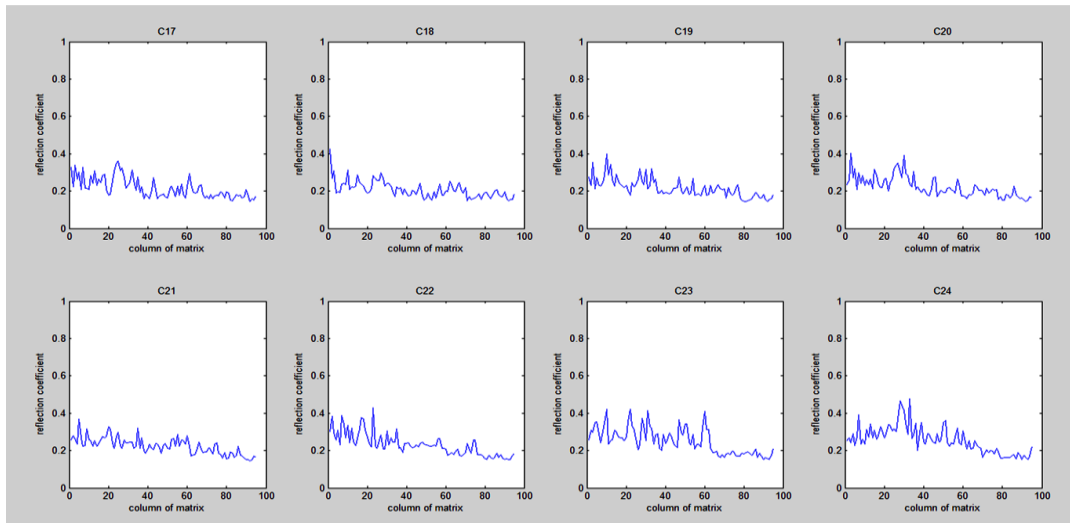 C17 C18 C19 C20
reflection coefficient reflection coefficient reflection coefficient reflection coefficient
1 1 1 1
0.8 0.8 0.8 0.8
0.6 0.6 0.6 0.6
0.4 0.4 0.4 0.4
0.2 0.2 0.2 0.2
0 0 0 0
0 20 40 60 80 100 0 20 40 60 80 100 0 20 40 60 80 100 0 20 40 60 80 100
column of matrix column of matrix column of matrix column of matrix
C21 C22 C23 C24
reflection coefficient reflection coefficient reflection coefficient reflection coefficient
1 1 1 1
0.8 0.8 0.8 0.8
0.6 0.6 0.6 0.6
0.4 0.4 0.4 0.4
0.2 0.2 0.2 0.2
0 0 0 0
0 20 40 60 80 100 0 20 40 60 80 100 0 20 40 60 80 100 0 20 40 60 80 100
column of matrix column of matrix column of matrix column of matrix